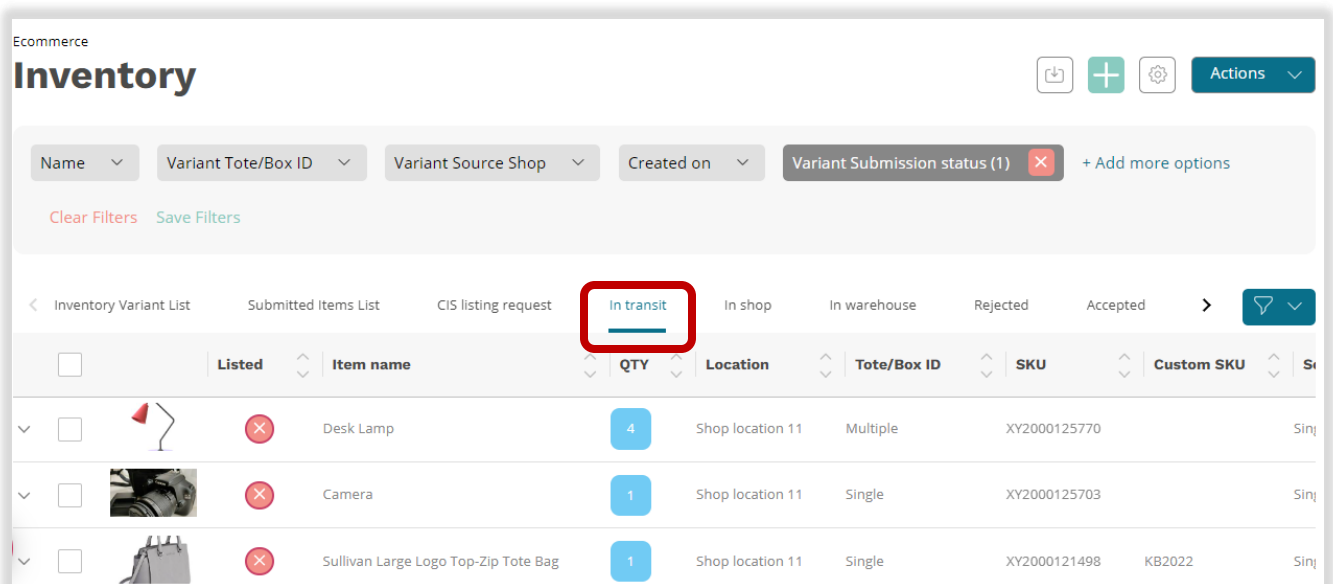 Ecommerce
Inventory
Actions
Name Variant Tote/Box ID Variant Source Shop Created on Variant Submission status (1) + Add more options
Clear Filters Save Filters
Inventory Variant List Submitted Items List CIS listing request In transit In shop In warehouse Rejected Accepted
Listed Item name QTY Location Tote/Box ID SKU Custom SKU
Desk Lamp 4 Shop location 11 Multiple XY2000125770
Camera 1 Shop location 11 Single XY2000125703
Sullivan Large Logo Top-Zip Tote Bag 1 Shop location 11 Single XY2000121498 KB2022